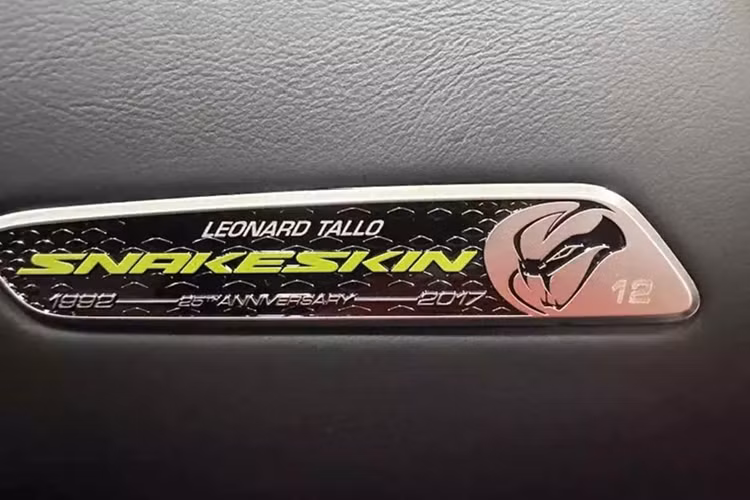 LEONARD TALLO
SNAKESKIN
1992 25TH ANNIVERSARY 2017
12